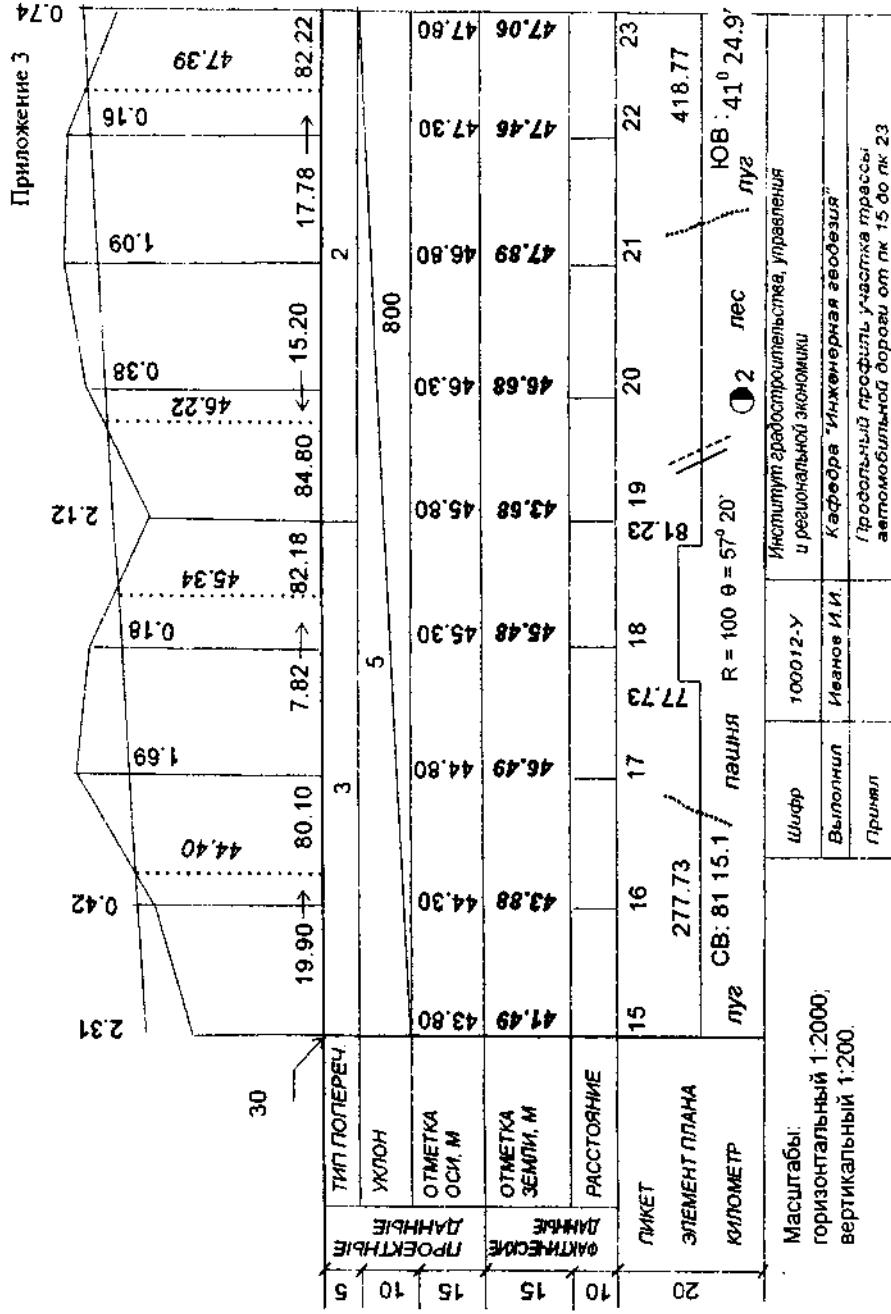 Приложение 3
2.31
0.42
1.69
0.18
2.12
0.38
1.09
0.16
0.74
44.40
45.34
46.22
47.39
30
19.90 → 80.10 7.82 → 82.18 84.80 ← 15.20 17.78 → 82.22
ПРОЕКТНЫЕ ДАННЫЕ
ФАКТИЧЕСКИЕ ДАННЫЕ
5
10
15
15
10
20
ТИП ПОПЕРЕЧ. 3 2
УКЛОН 5 800
ОТМЕТКА
ОСИ, М
43.80 44.30 44.80 45.30 45.80 46.30 46.80 47.30 47.80
ОТМЕТКА
ЗЕМЛИ, М
41.49 43.88 46.49 45.48 43.68 46.68 47.89 47.46 47.06
РАССТОЯНИЕ
ПИКЕТ 15 16 17 18 19 20 21 22 23
ЭЛЕМЕНТ ПЛАНА 277.73 77.73 81.23 418.77
КИЛОМЕТР
луг СВ: 81 15.1 пашня R = 100 θ = 57⁰ 20' 2 лес луг ЮВ: 41⁰ 24.9'
Масштабы:
горизонтальный 1:2000;
вертикальный 1:200.
Шифр 100012-У
Выполнил Иванов И.И.
Принял
Институт градостроительства, управления
и региональной экономики
Кафедра "Инженерная геодезия"
Продольный профиль участка трассы
автомобильной дороги от пк 15 до пк 23